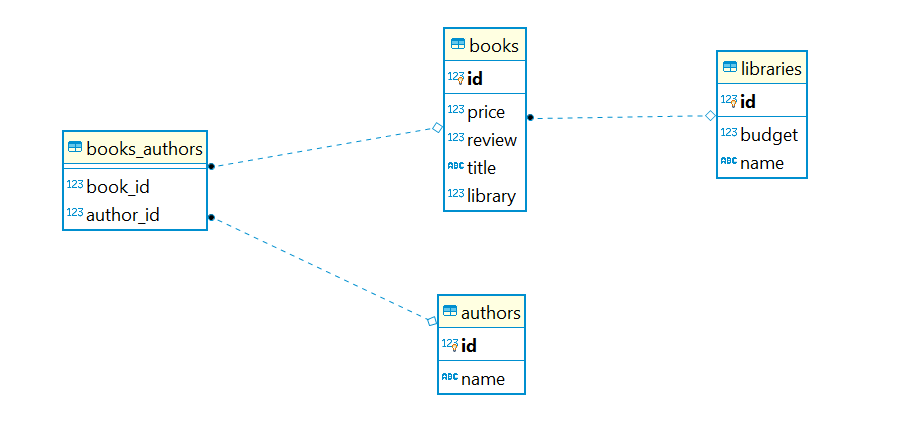 books_authors
123 book_id
123 author_id
books
123 id
123 price
123 review
ABC title
123 library
libraries
123 id
123 budget
ABC name
authors
123 id
ABC name